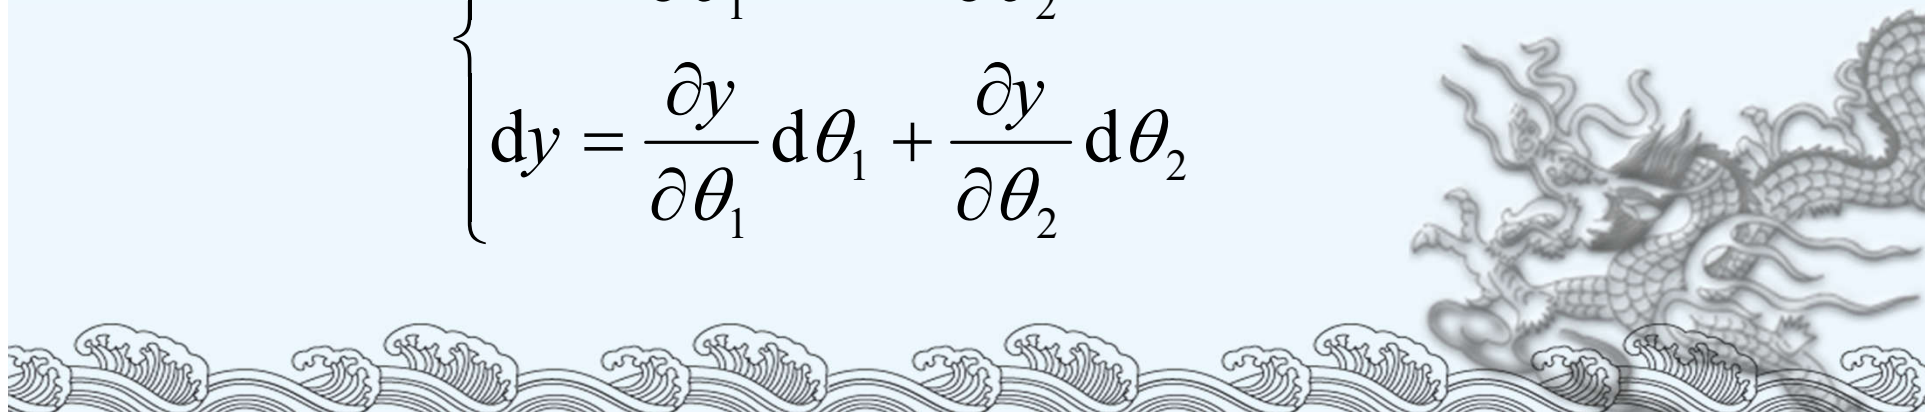 dy = ∂y/∂θ₁ dθ₁ + ∂y/∂θ₂ dθ₂